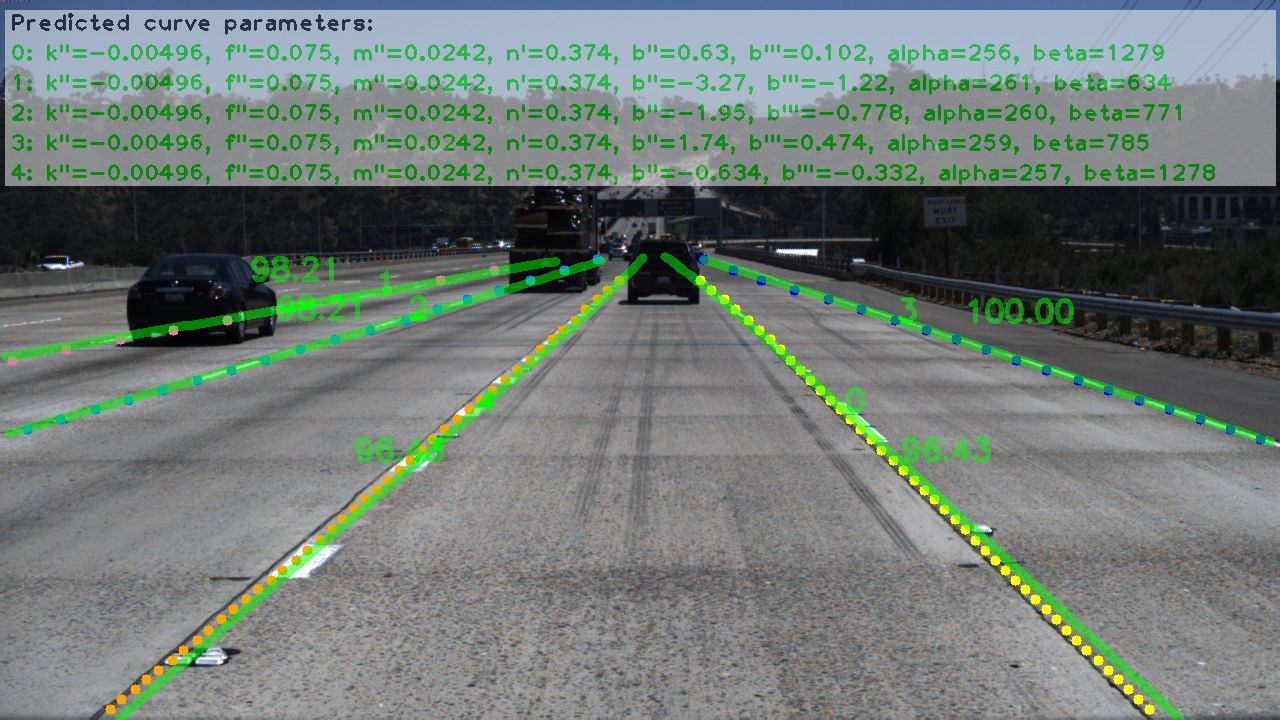 Predicted curve parameters:
0: k''=-0.00496, f''=0.075, m''=0.0242, n'=0.374, b''=0.63, b'''=0.102, alpha=256, beta=1279
1: k''=-0.00496, f''=0.075, m''=0.0242, n'=0.374, b''=-3.27, b'''=-1.22, alpha=261, beta=634
2: k''=-0.00496, f''=0.075, m''=0.0242, n'=0.374, b''=-1.95, b'''=-0.778, alpha=260, beta=771
3: k''=-0.00496, f''=0.075, m''=0.0242, n'=0.374, b''=1.74, b'''=0.474, alpha=259, beta=785
4: k''=-0.00496, f''=0.075, m''=0.0242, n'=0.374, b''=-0.634, b'''=-0.332, alpha=257, beta=1278
RIGHT LANE
MUST
EXIT
98.21
1
98.21
2
3
100.00
0
96.43